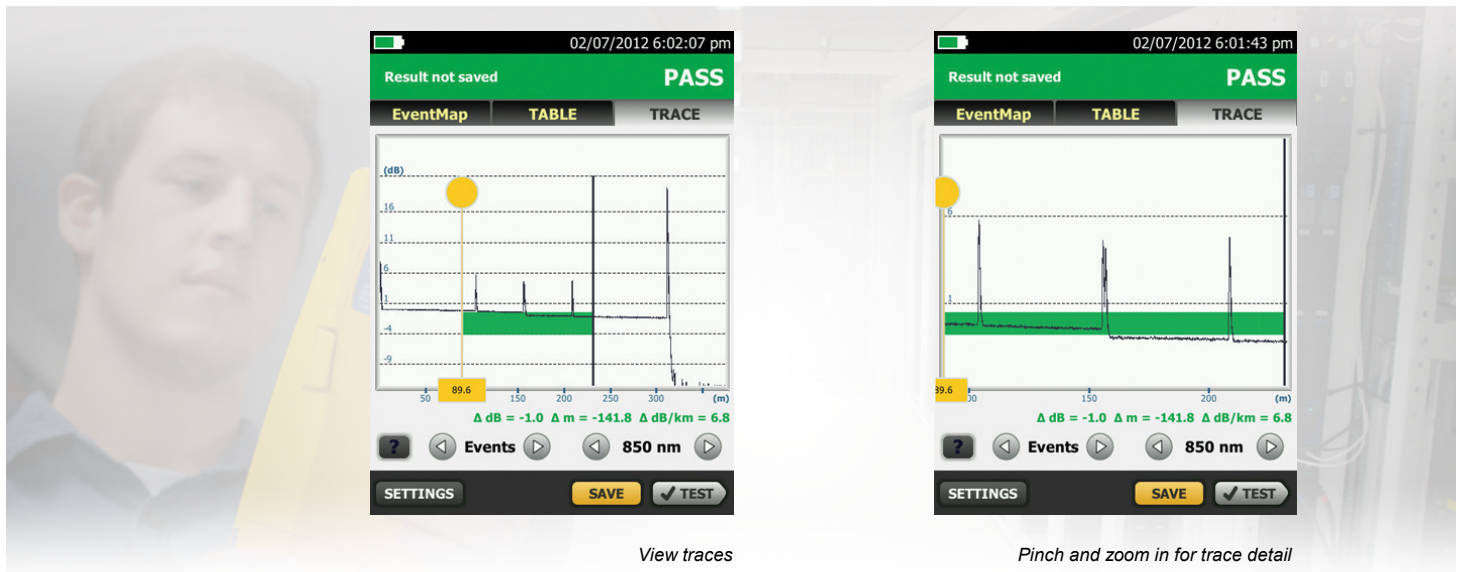 02/07/2012 6:02:07 pm
Result not saved PASS
EventMap TABLE TRACE
(dB)
16
11
6
1
-4
-9
89.6
50 150 200 250 300 (m)
Δ dB = -1.0 Δ m = -141.8 Δ dB/km = 6.8
? Events 850 nm
SETTINGS SAVE TEST
View traces
02/07/2012 6:01:43 pm
Result not saved PASS
EventMap TABLE TRACE
6
1
39.6
00 150 200 (m)
Δ dB = -1.0 Δ m = -141.8 Δ dB/km = 6.8
? Events 850 nm
SETTINGS SAVE TEST
Pinch and zoom in for trace detail